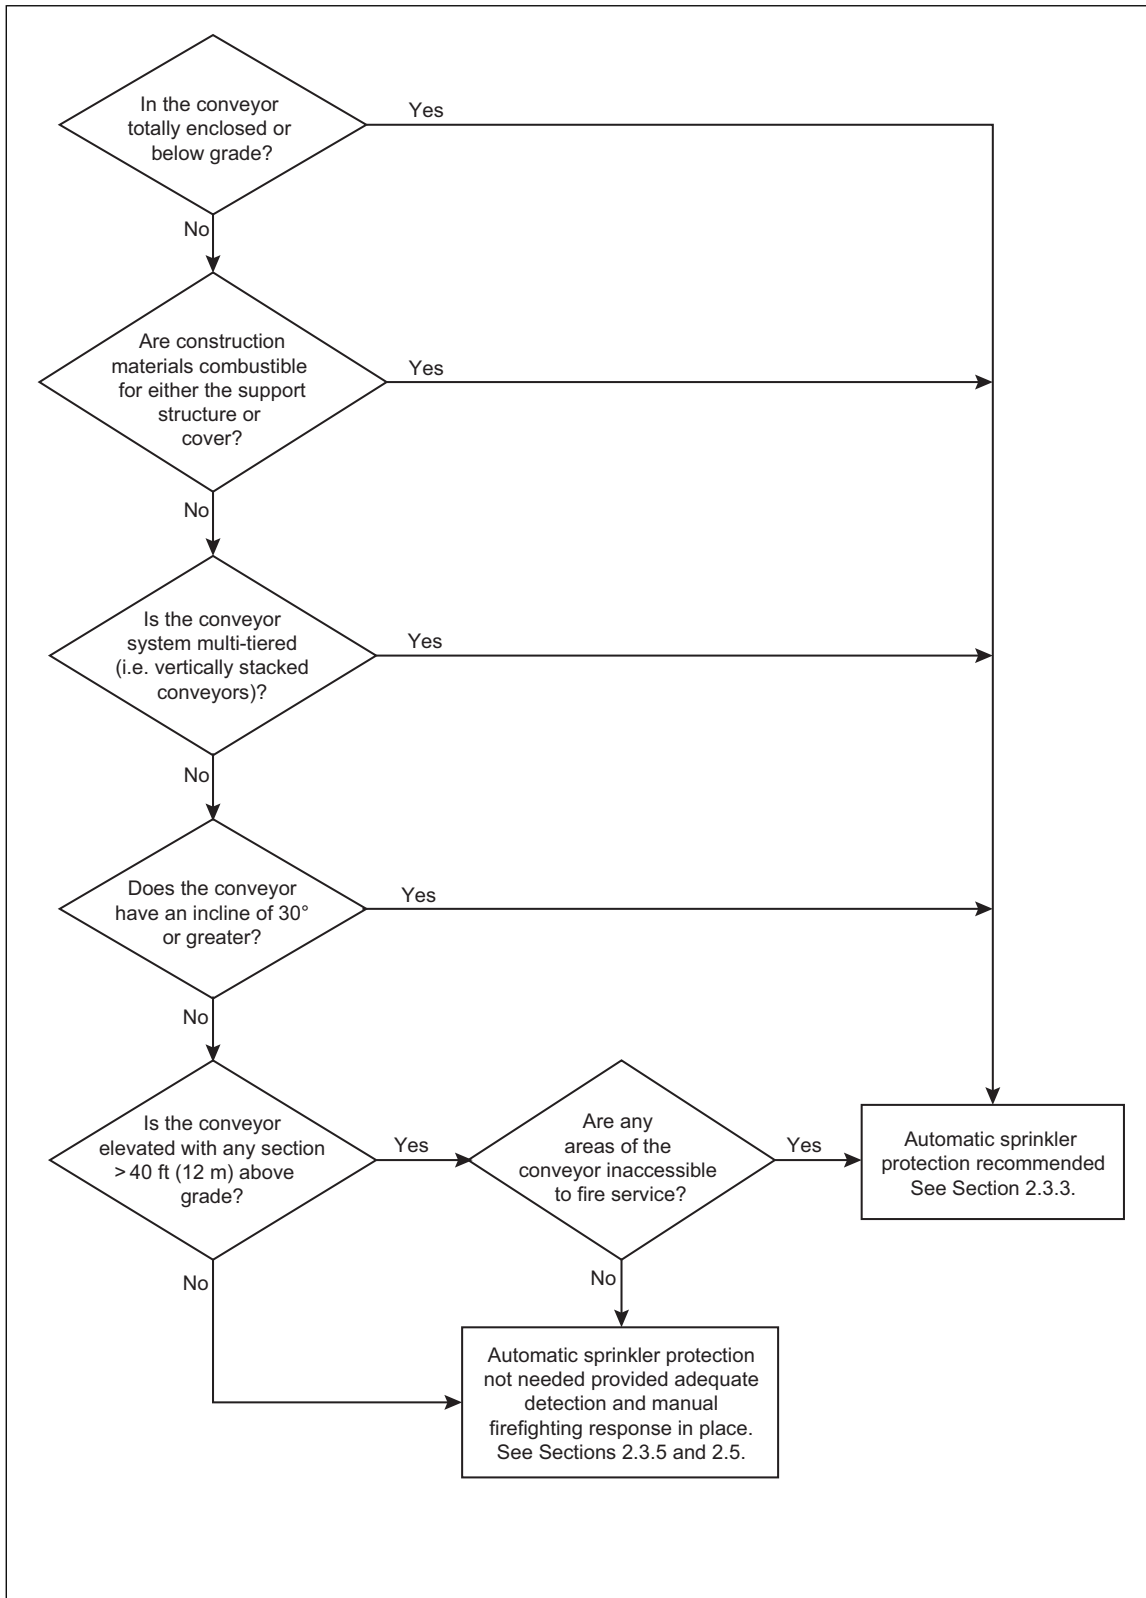 In the conveyor
totally enclosed or
below grade?
Yes
No
Are construction
materials combustible
for either the support
structure or
cover?
Yes
No
Is the conveyor
system multi-tiered
(i.e. vertically stacked
conveyors)?
Yes
No
Does the conveyor
have an incline of 30°
or greater?
Yes
No
Is the conveyor
elevated with any section
> 40 ft (12 m) above
grade?
Yes
No
Are any
areas of the
conveyor inaccessible
to fire service?
Yes
No
Automatic sprinkler
protection recommended
See Section 2.3.3.
Automatic sprinkler protection
not needed provided adequate
detection and manual
firefighting response in place.
See Sections 2.3.5 and 2.5.